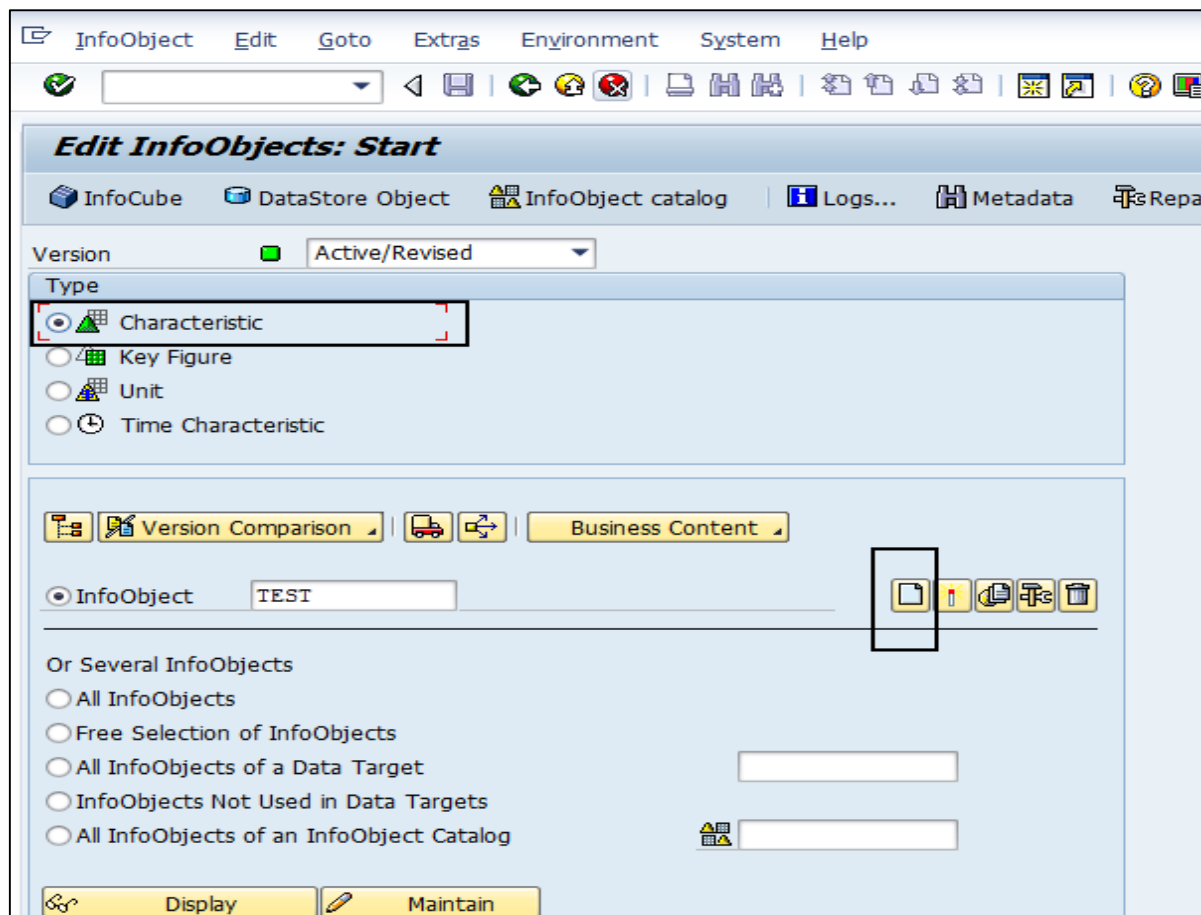 InfoObject Edit Goto Extras Environment System Help
Edit InfoObjects: Start
InfoCube DataStore Object InfoObject catalog Logs... Metadata Repa
Version Active/Revised
Type
Characteristic
Key Figure
Unit
Time Characteristic
Version Comparison Business Content
InfoObject TEST
Or Several InfoObjects
All InfoObjects
Free Selection of InfoObjects
All InfoObjects of a Data Target
InfoObjects Not Used in Data Targets
All InfoObjects of an InfoObject Catalog
Display Maintain